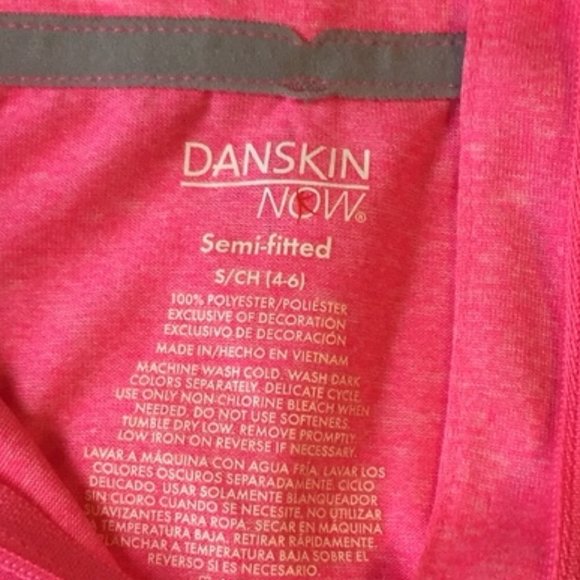 DANSKIN
NOW®
Semi-fitted
S/CH (4-6)
100% POLYESTER/POLIÉSTER
EXCLUSIVE OF DECORATION
EXCLUSIVO DE DECORACIÓN
MADE IN/HECHO EN VIETNAM
MACHINE WASH COLD. WASH DARK
COLORS SEPARATELY. DELICATE CYCLE.
USE ONLY NON-CHLORINE BLEACH WHEN
NEEDED. DO NOT USE SOFTENERS.
TUMBLE DRY LOW. REMOVE PROMPTLY.
LOW IRON ON REVERSE IF NECESSARY.
LAVAR A MÁQUINA CON AGUA FRÍA. LAVAR LOS
COLORES OSCUROS SEPARADAMENTE. CICLO
DELICADO. USAR SOLAMENTE BLANQUEADOR
SIN CLORO CUANDO SE NECESITE. NO UTILIZAR
SUAVIZANTES PARA ROPA. SECAR EN MÁQUINA
A TEMPERATURA BAJA. RETIRAR RÁPIDAMENTE.
PLANCHAR A TEMPERATURA BAJA SOBRE EL
REVERSO SI ES NECESARIO.